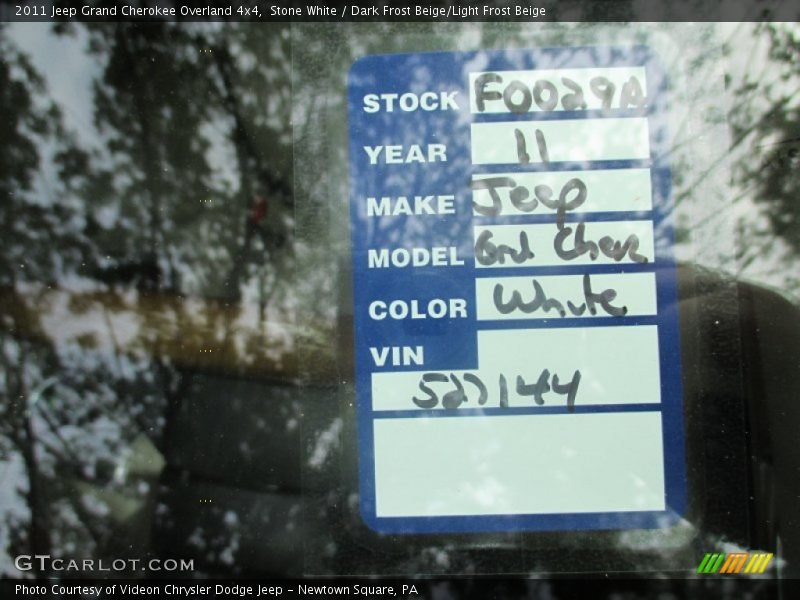 2011 Jeep Grand Cherokee Overland 4x4, Stone White / Dark Frost Beige/Light Frost Beige
STOCK F0029A
YEAR 11
MAKE Jeep
MODEL Grd Cher
COLOR White
VIN
527144
GTCARLOT.COM
Photo Courtesy of Videon Chrysler Dodge Jeep - Newtown Square, PA